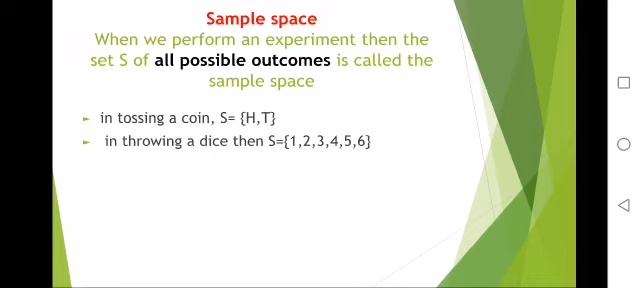 Sample space
When we perform an experiment then the
set S of all possible outcomes is called the
sample space
► in tossing a coin, S= {H,T}
► in throwing a dice then S={1,2,3,4,5,6}